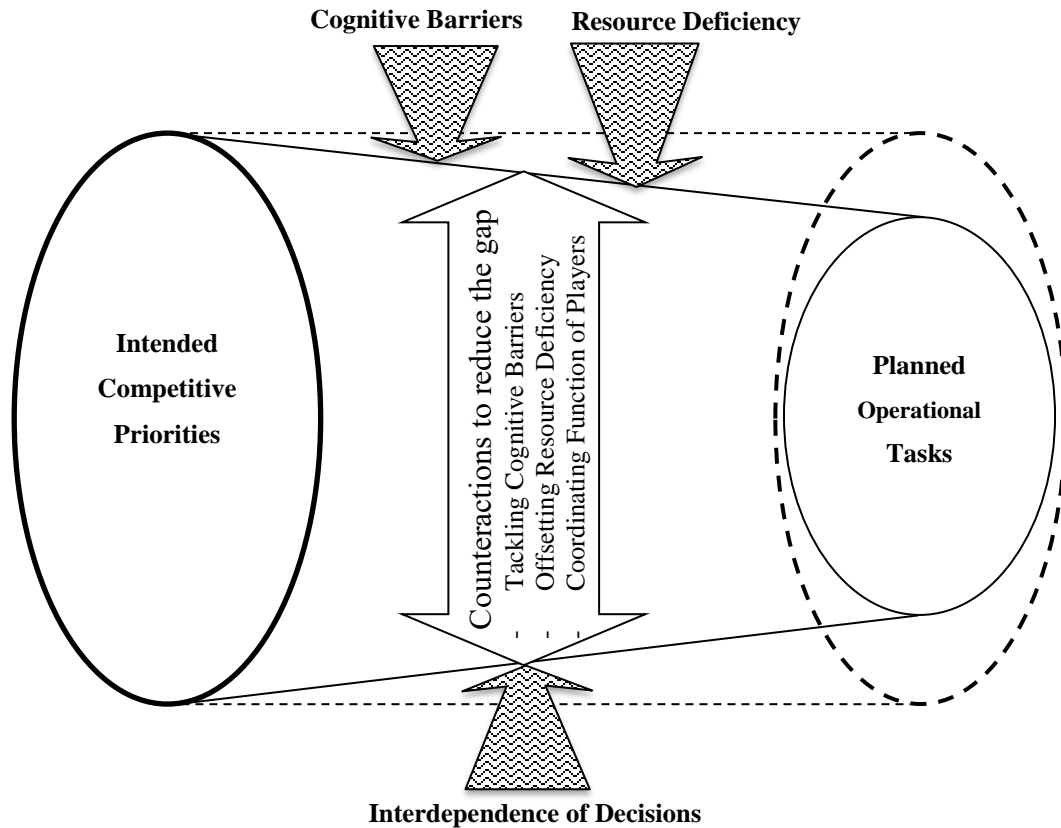 Cognitive Barriers
Resource Deficiency
Intended
Competitive
Priorities
Counteractions to reduce the gap
- Tackling Cognitive Barriers
- Offsetting Resource Deficiency
- Coordinating Function of Players
Planned
Operational
Tasks
Interdependence of Decisions